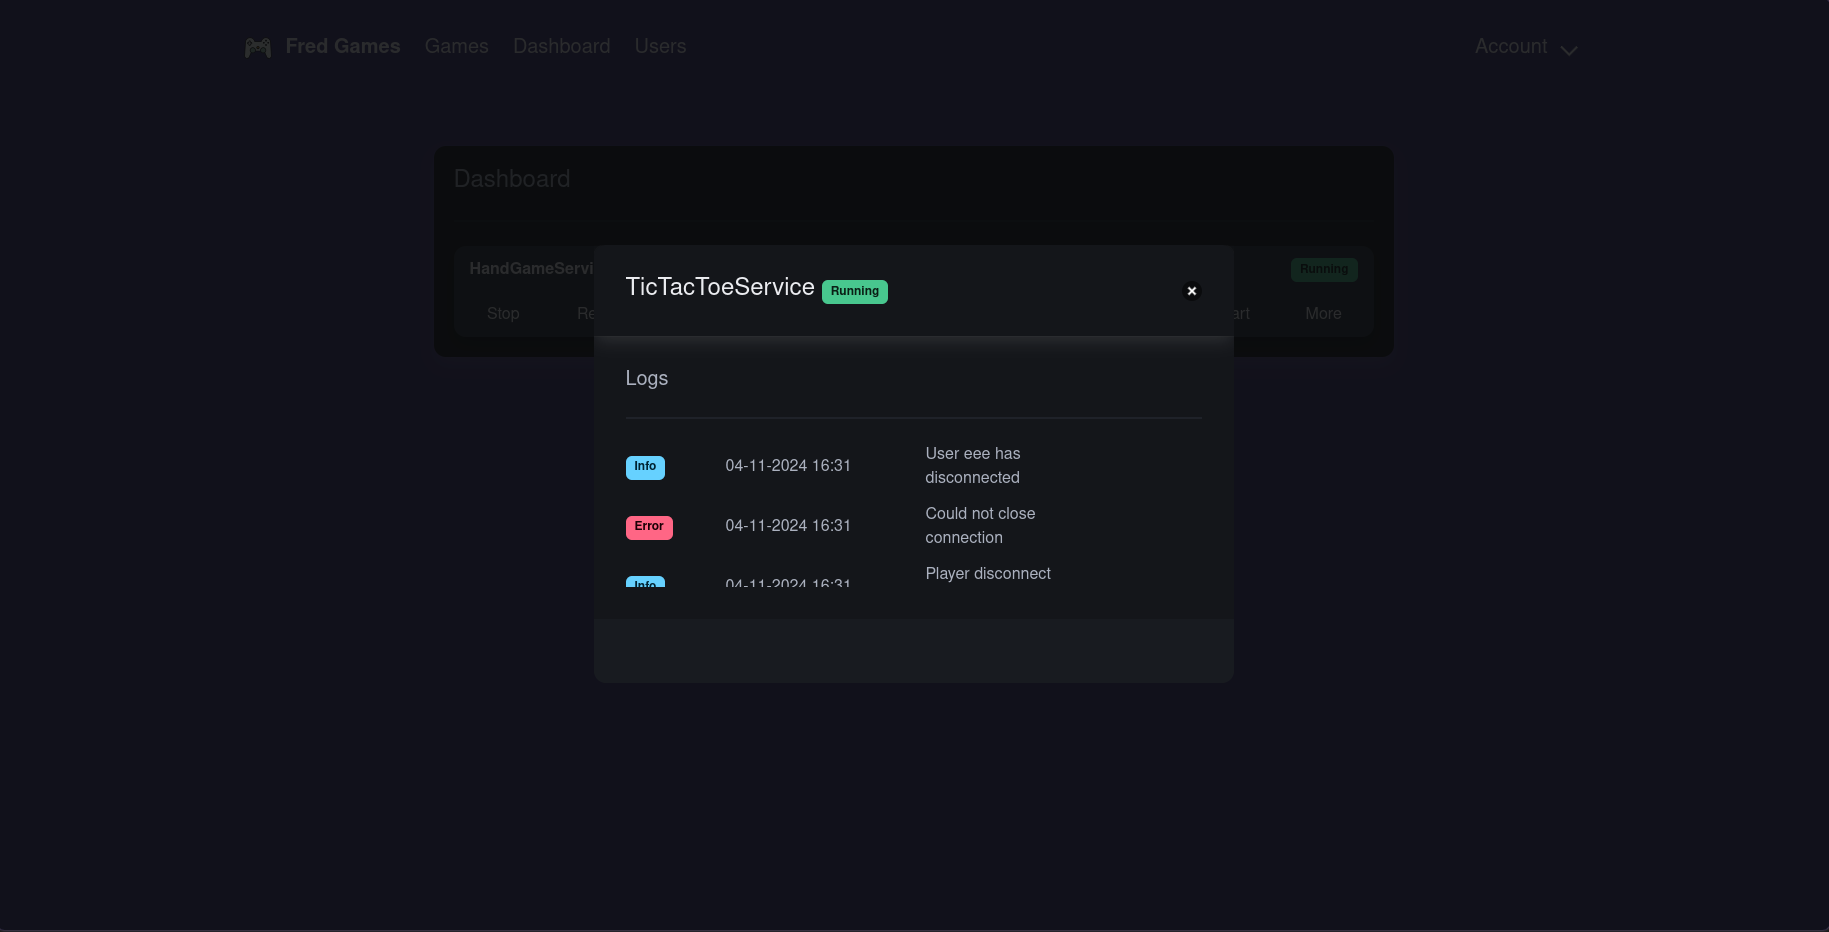 Fred Games Games Dashboard Users Account
Dashboard
HandGameServi Running
Stop Re art More
TicTacToeService Running
Logs
Info 04-11-2024 16:31 User eee has
disconnected
Error 04-11-2024 16:31 Could not close
connection
Info 04-11-2024 16:31 Player disconnect